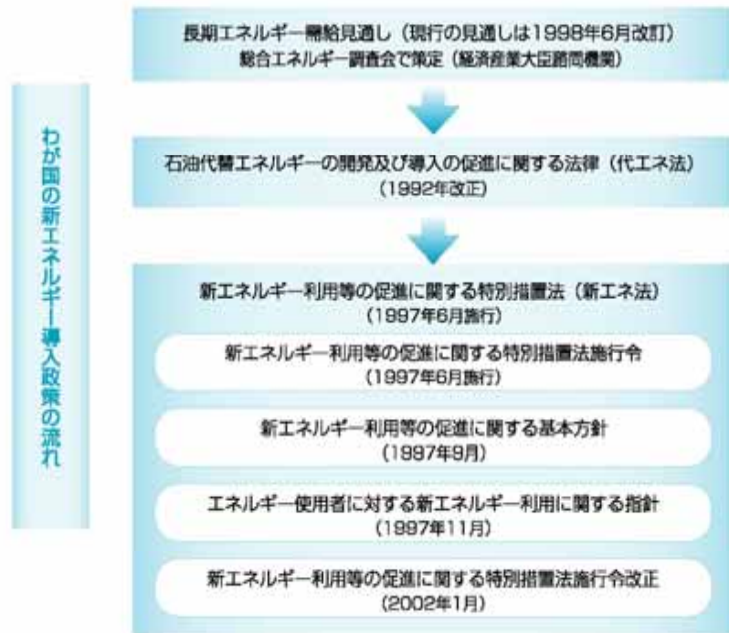 わが国の新エネルギー導入政策の流れ
長期エネルギー需給見通し（現行の見通しは1998年6月改訂）
総合エネルギー調査会で策定（経済産業大臣諮問機関）
石油代替エネルギーの開発及び導入の促進に関する法律（代エネ法）
（1992年改正）
新エネルギー利用等の促進に関する特別措置法（新エネ法）
（1997年6月施行）
新エネルギー利用等の促進に関する特別措置法施行令
（1997年6月施行）
新エネルギー利用等の促進に関する基本方針
（1997年9月）
エネルギー使用者に対する新エネルギー利用に関する指針
（1997年11月）
新エネルギー利用等の促進に関する特別措置法施行令改正
（2002年1月）